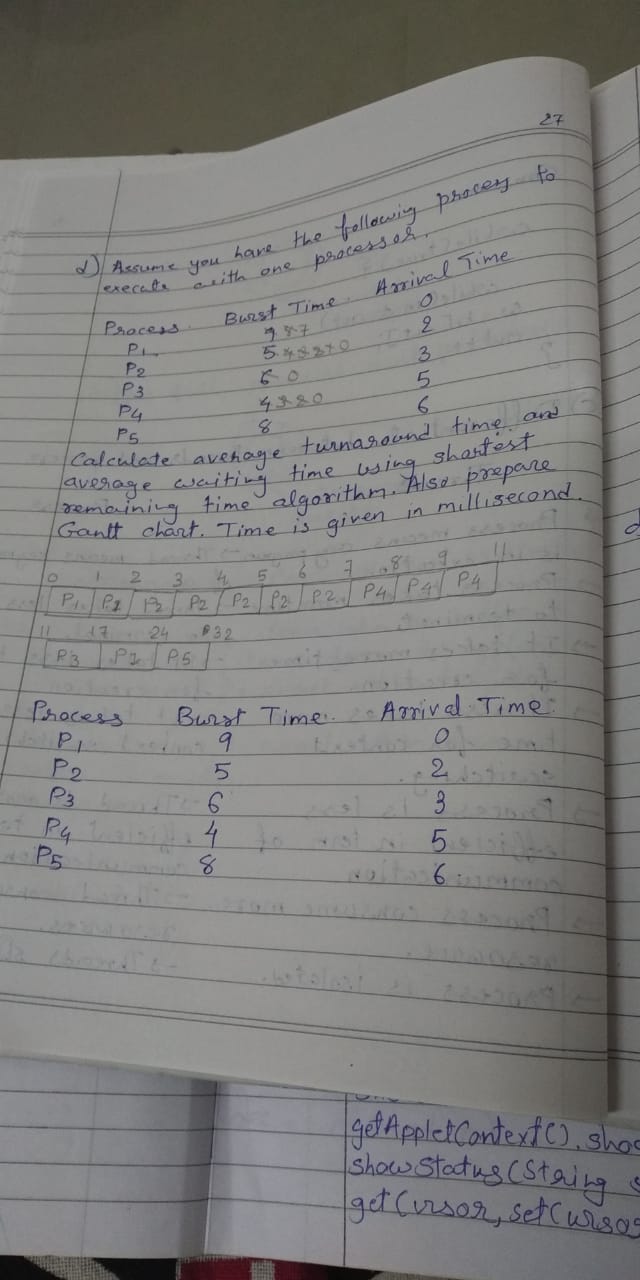 27
d) Assume you have the following process to
execute with one processor.
Process Burst Time Arrival Time
P1 9 8 7 0
P2 5 4 3 2 1 0 2
P3 6 0 3
P4 4 3 2 0 5
P5 8 6
Calculate average turnaround time and
average waiting time using shortest
remaining time algorithm. Also prepare
Gantt chart. Time is given in millisecond.
0 1 2 3 4 5 6 7 8 9 11
P1 P1 P2 P2 P2 P2 P2 P4 P4 P4
11 17 24 32
P3 P1 P5
Process Burst Time Arrival Time
P1 9 0
P2 5 2
P3 6 3
P4 4 5
P5 8 6
getAppletContext().sho
showStatus(String
getCursor, setCurso